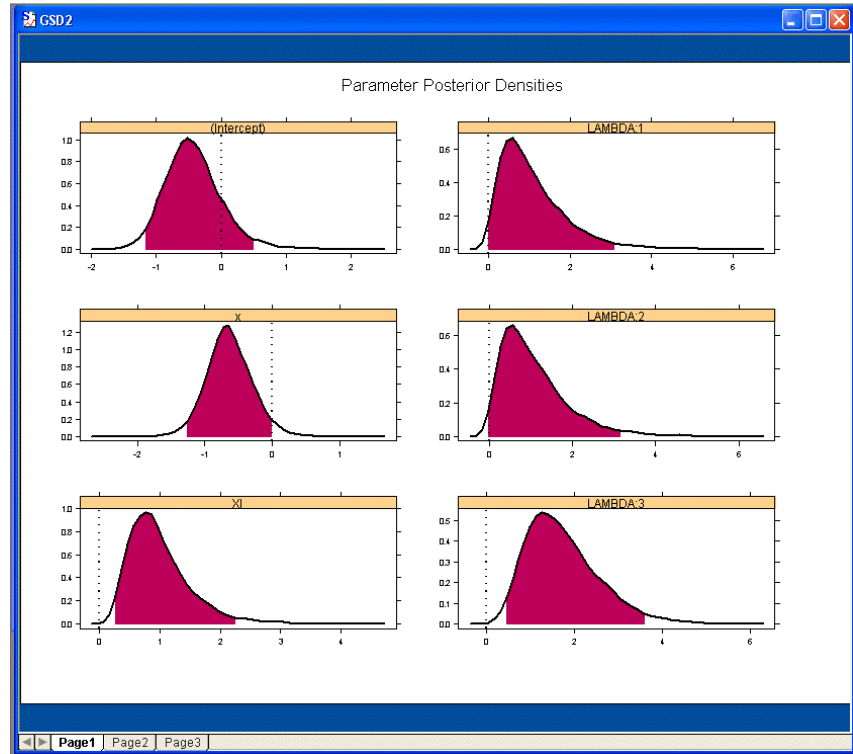 GSD2
Parameter Posterior Densities
(Intercept)
1.0
0.8
0.6
0.4
0.2
0.0
-2 -1 0 1 2
LAMBDA:1
0.6
0.4
0.2
0.0
0 2 4 6
x
1.2
1.0
0.8
0.6
0.4
0.2
0.0
-2 -1 0 1
LAMBDA:2
0.6
0.4
0.2
0.0
0 2 4 6
XI
1.0
0.8
0.6
0.4
0.2
0.0
0 1 2 3 4
LAMBDA:3
0.5
0.4
0.3
0.2
0.1
0.0
0 2 4 6
Page1 Page2 Page3